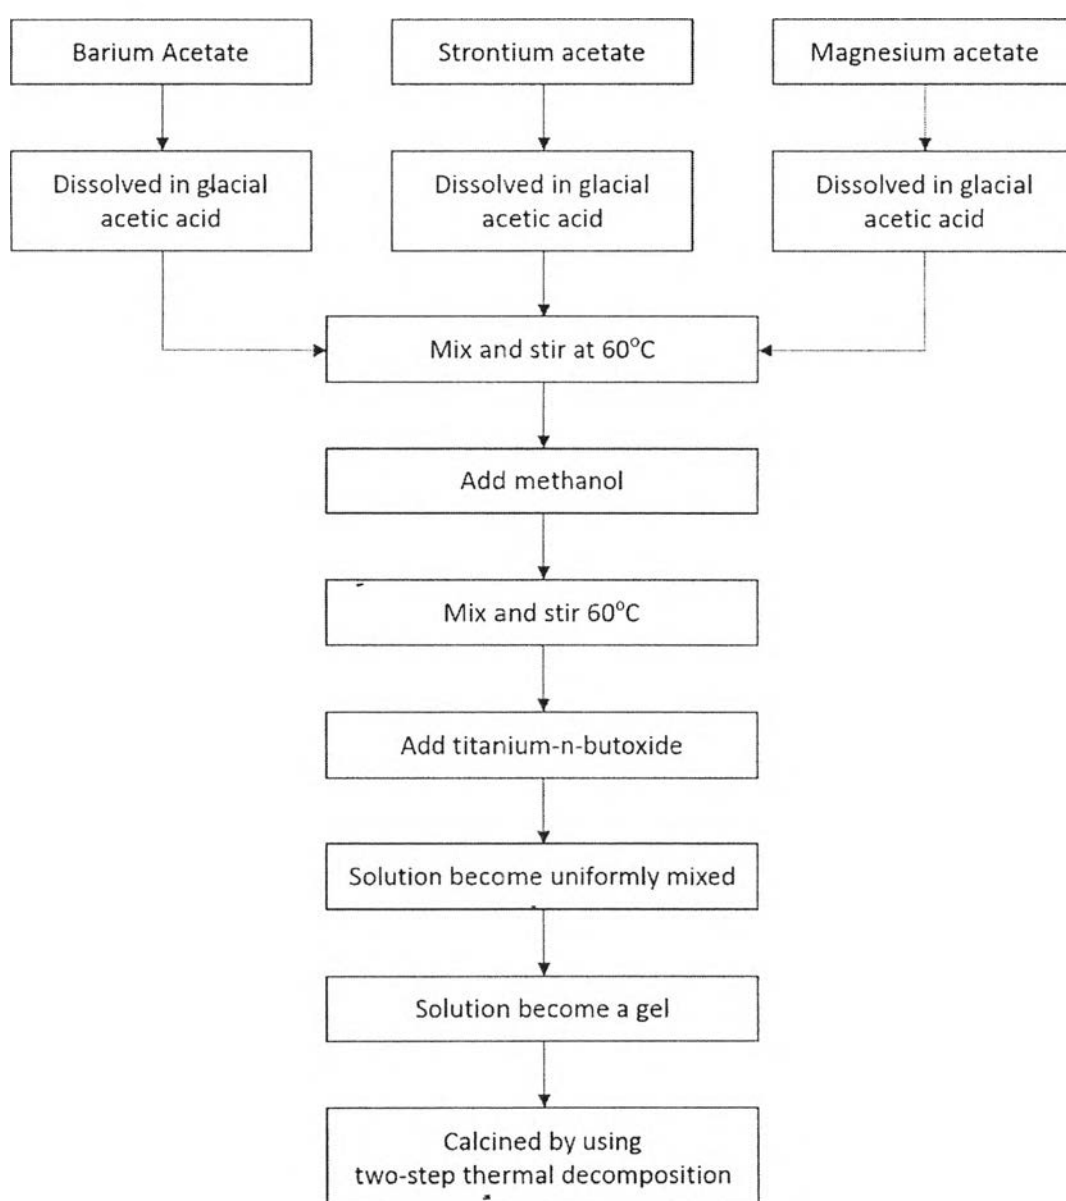 Barium Acetate
Strontium acetate
Magnesium acetate
Dissolved in glacial
acetic acid
Dissolved in glacial
acetic acid
Dissolved in glacial
acetic acid
Mix and stir at 60°C
Add methanol
Mix and stir 60°C
Add titanium-n-butoxide
Solution become uniformly mixed
Solution become a gel
Calcined by using
two-step thermal decomposition